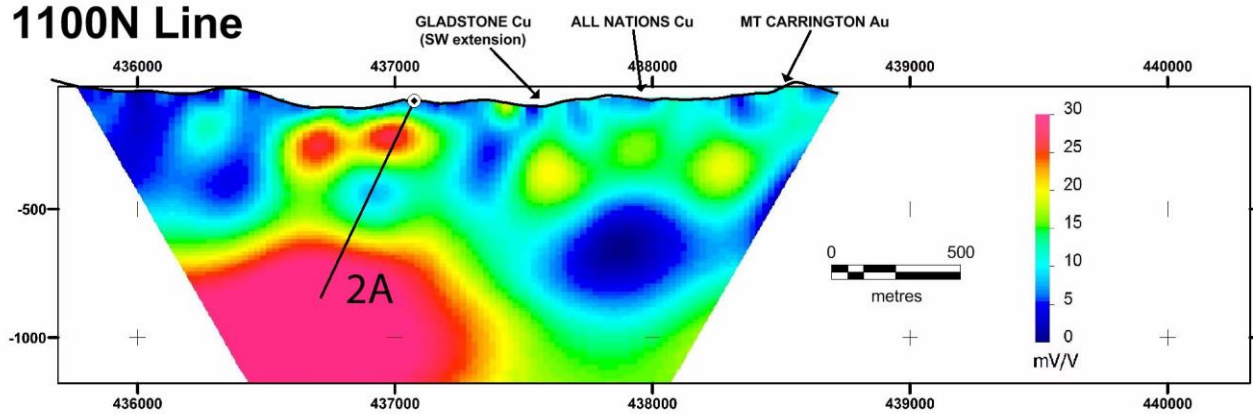 1100N Line
GLADSTONE Cu
(SW extension)
ALL NATIONS Cu
MT CARRINGTON Au
436000
437000
438000
439000
440000
-500
-1000
2A
0
500
metres
30
25
20
15
10
5
0
mV/V
436000
437000
438000
439000
440000